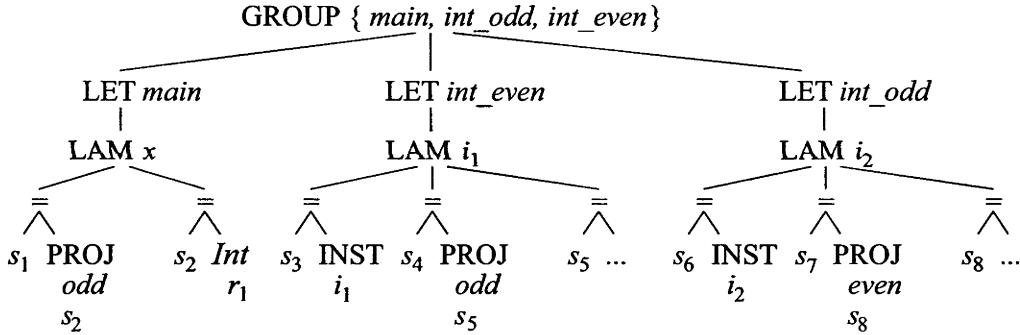 GROUP { main, int_odd, int_even}
LET main LET int_even LET int_odd
LAM x LAM i₁ LAM i₂
= = = = = = = =
s₁ PROJ s₂ Int s₃ INST s₄ PROJ s₅ ... s₆ INST s₇ PROJ s₈ ...
odd r₁ i₁ odd i₂ even
s₂ s₅ s₈